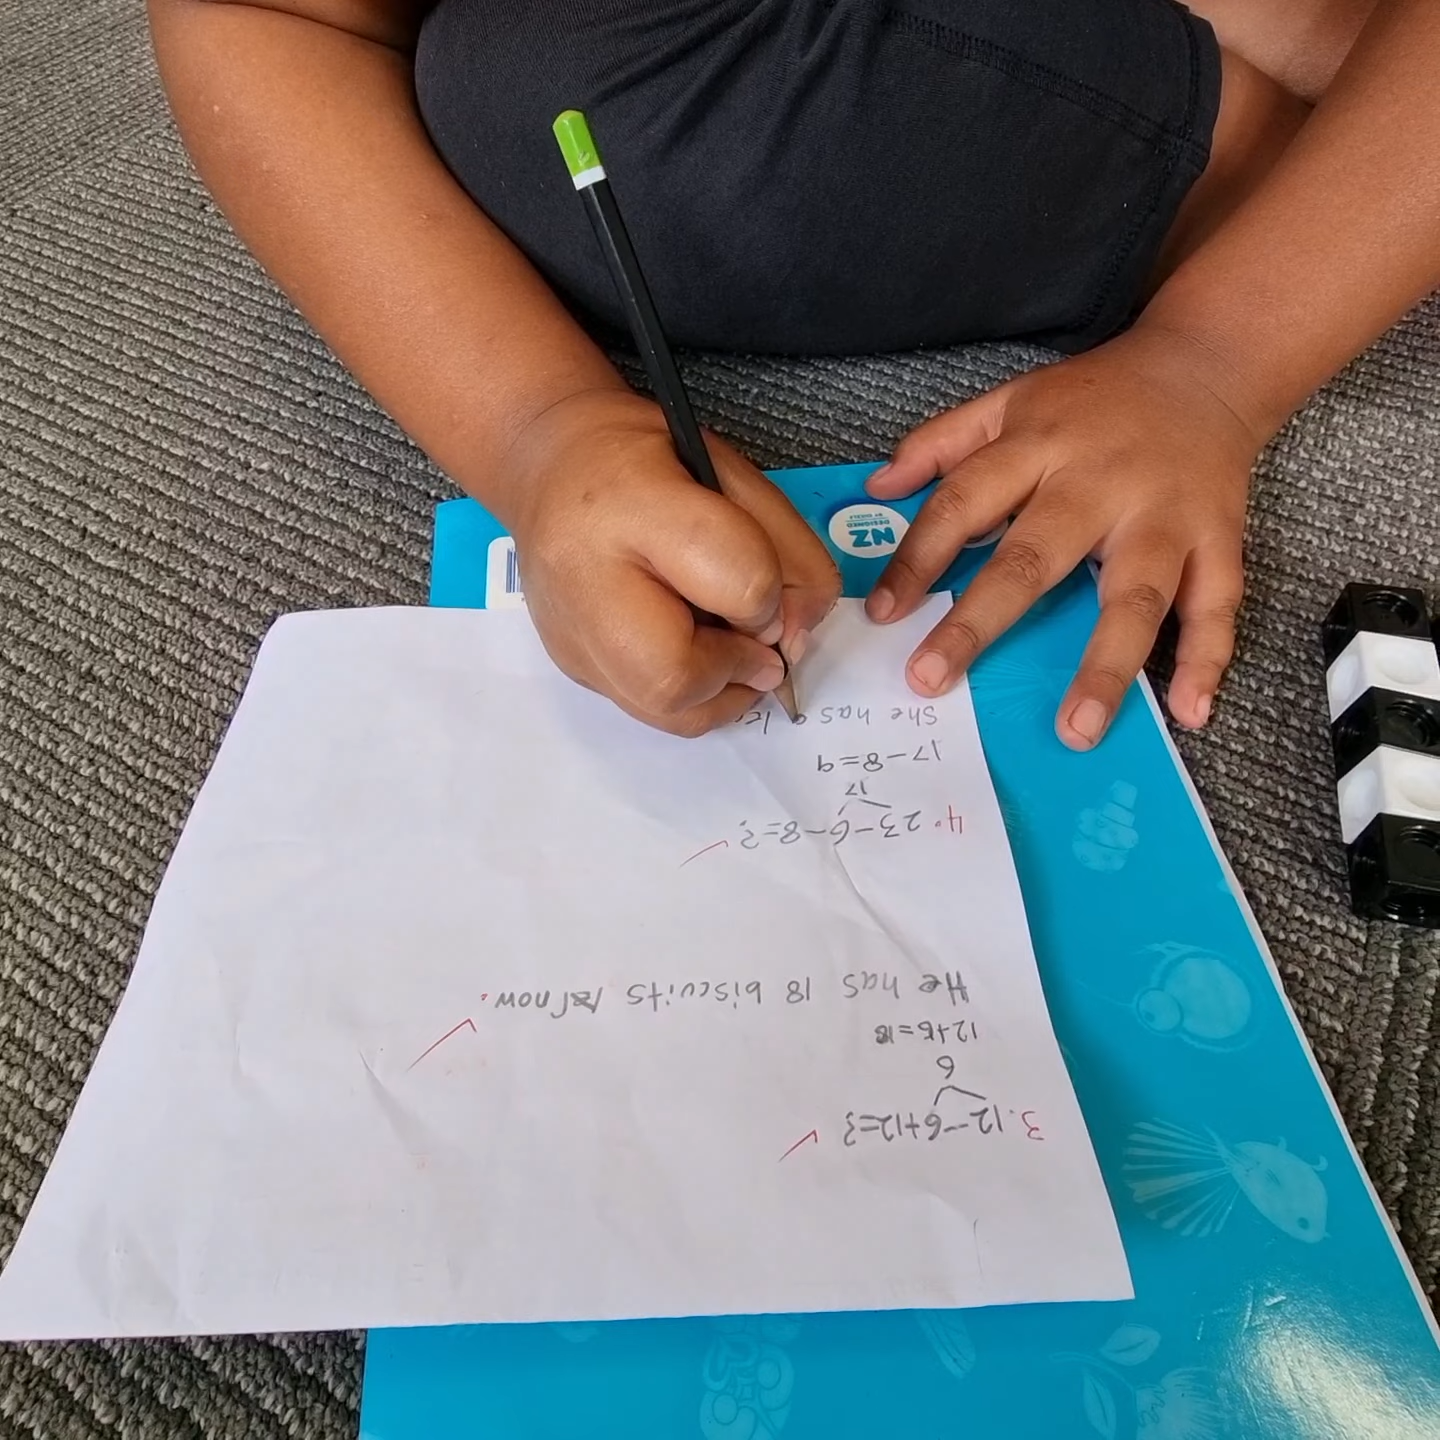 3. 12-6+12=?
6
12+6=18
He has 18 biscuits now.
4. 23-6-8=?
17
17-8=9
She has
NZ
DESIGNED